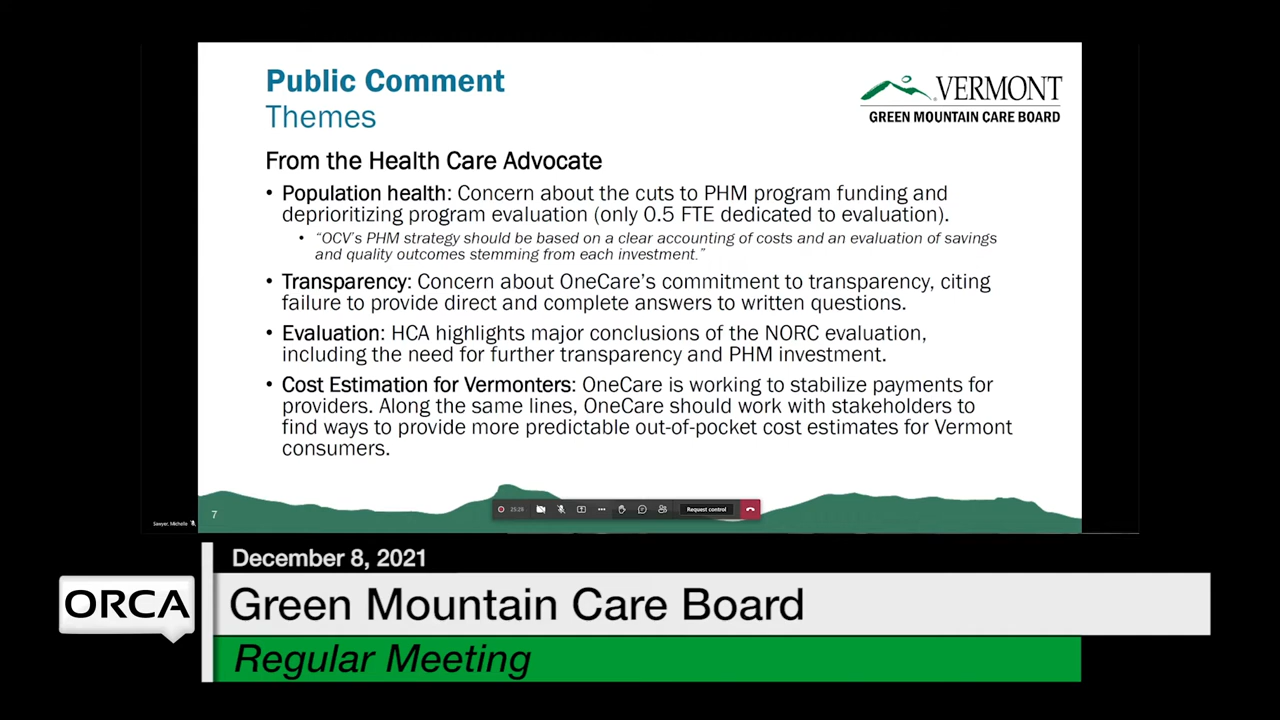 Public Comment
Themes
VERMONT
GREEN MOUNTAIN CARE BOARD
From the Health Care Advocate
• Population health: Concern about the cuts to PHM program funding and
deprioritizing program evaluation (only 0.5 FTE dedicated to evaluation).
• “OCV’s PHM strategy should be based on a clear accounting of costs and an evaluation of savings
and quality outcomes stemming from each investment.”
• Transparency: Concern about OneCare’s commitment to transparency, citing
failure to provide direct and complete answers to written questions.
• Evaluation: HCA highlights major conclusions of the NORC evaluation,
including the need for further transparency and PHM investment.
• Cost Estimation for Vermonters: OneCare is working to stabilize payments for
providers. Along the same lines, OneCare should work with stakeholders to
find ways to provide more predictable out-of-pocket cost estimates for Vermont
consumers.
7
Request control
Sawyer, Michelle
December 8, 2021
ORCA
Green Mountain Care Board
Regular Meeting